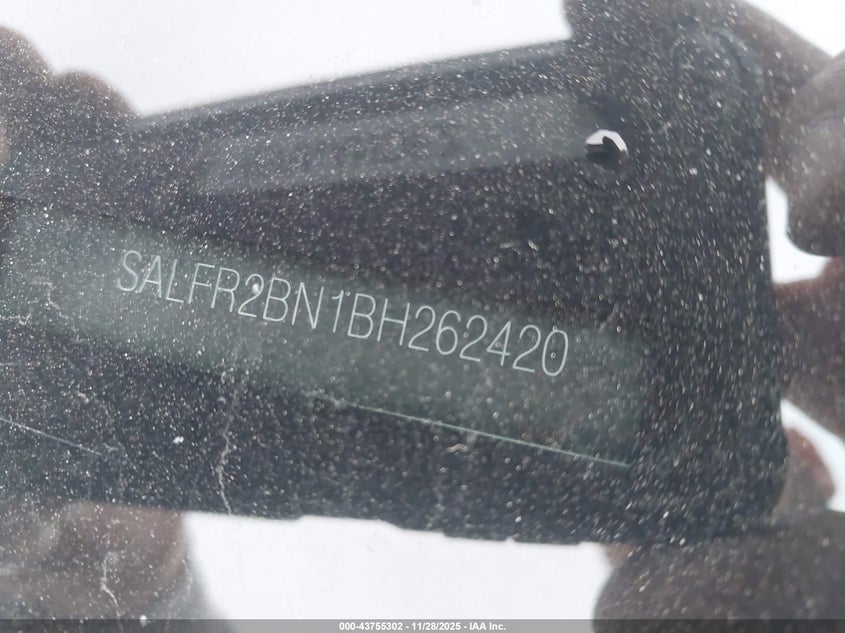 SALFR2BN1BH262420
000-43755302 - 11/28/2025 - IAA Inc.